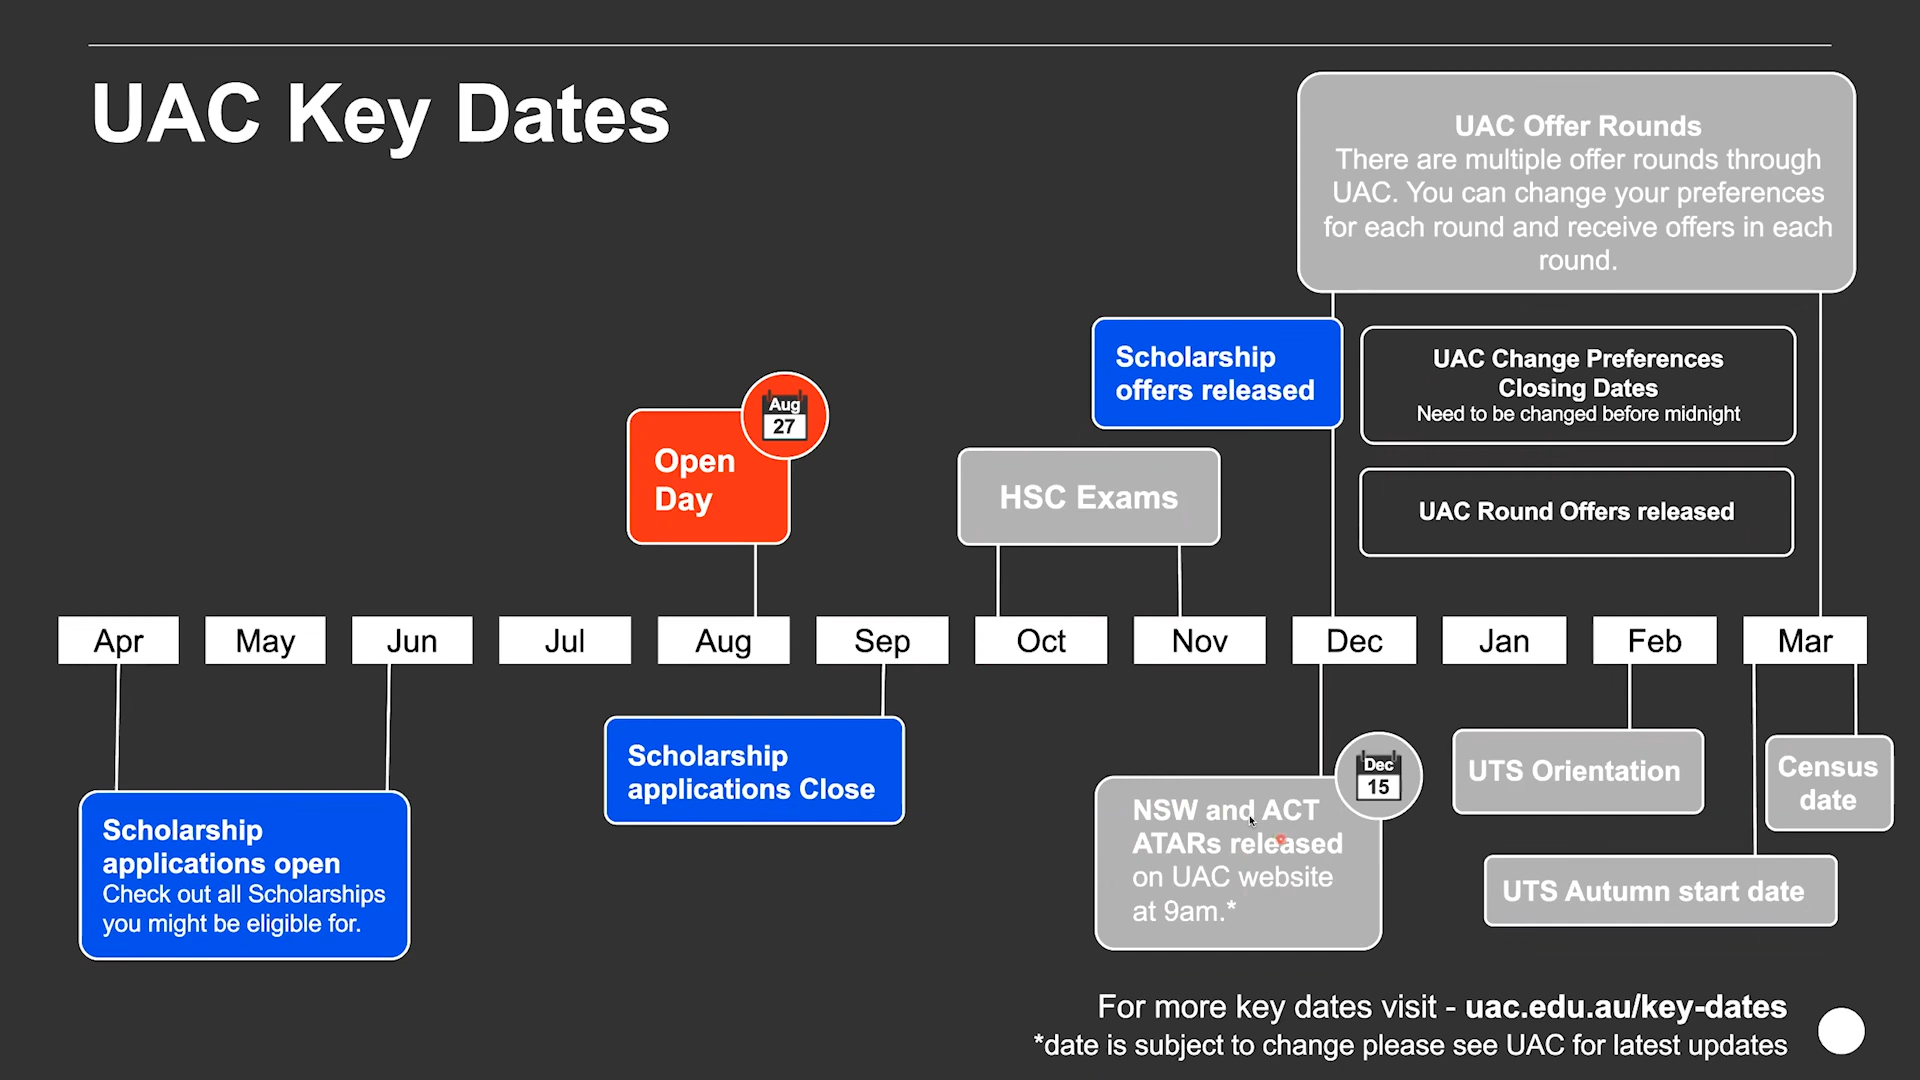 UAC Key Dates
UAC Offer Rounds
There are multiple offer rounds through
UAC. You can change your preferences
for each round and receive offers in each
round.
Scholarship
offers released
UAC Change Preferences
Closing Dates
Need to be changed before midnight
Aug
27
Open
Day
HSC Exams
UAC Round Offers released
Apr
May
Jun
Jul
Aug
Sep
Oct
Nov
Dec
Jan
Feb
Mar
Scholarship
applications open
Check out all Scholarships
you might be eligible for.
Scholarship
applications Close
Dec
15
NSW and ACT
ATARs released
on UAC website
at 9am.*
UTS Orientation
Census
date
UTS Autumn start date
For more key dates visit - uac.edu.au/key-dates
*date is subject to change please see UAC for latest updates